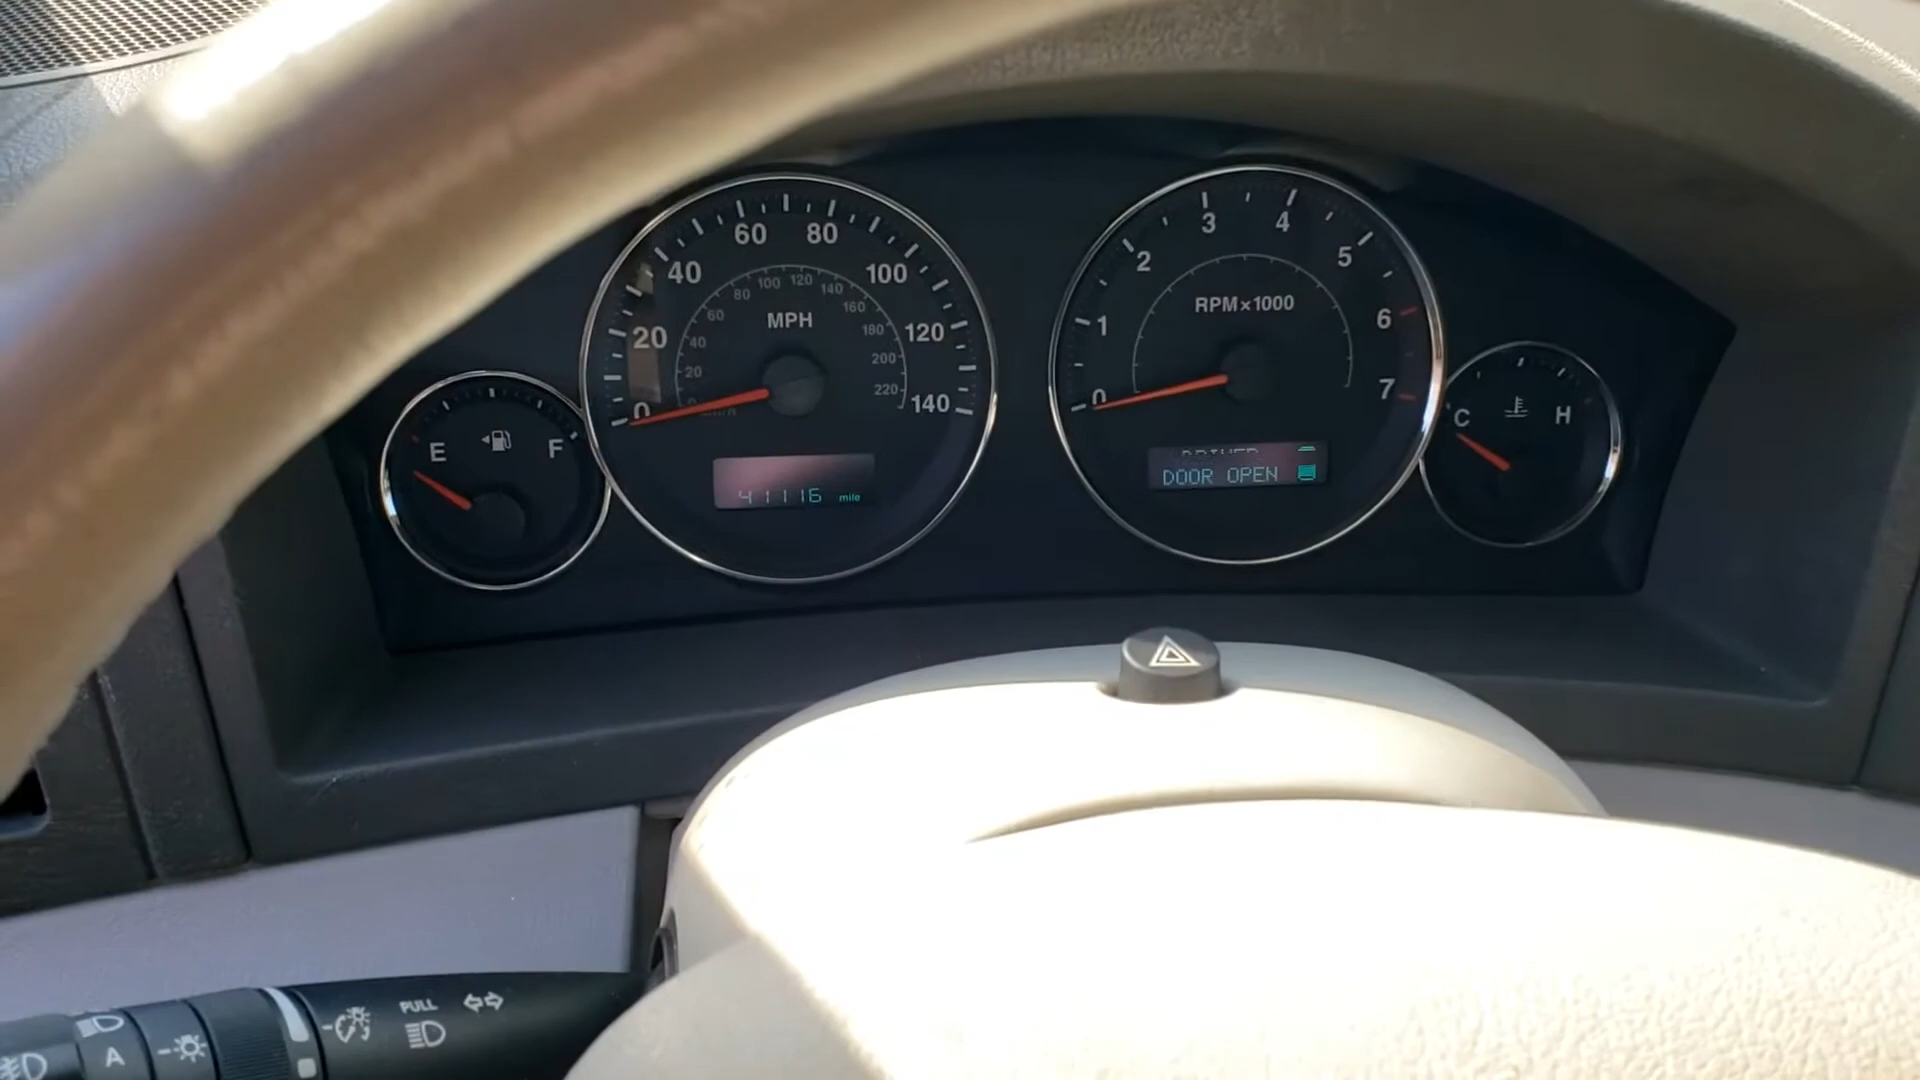 60 80
40 100
20 120
0 140
80 100 120 140
60 160
40 180
20 200
220
MPH
41116 mile
3 4
2 5
1 6
0 7
RPM×1000
DRIVER
DOOR OPEN
E F
C H
PULL
A